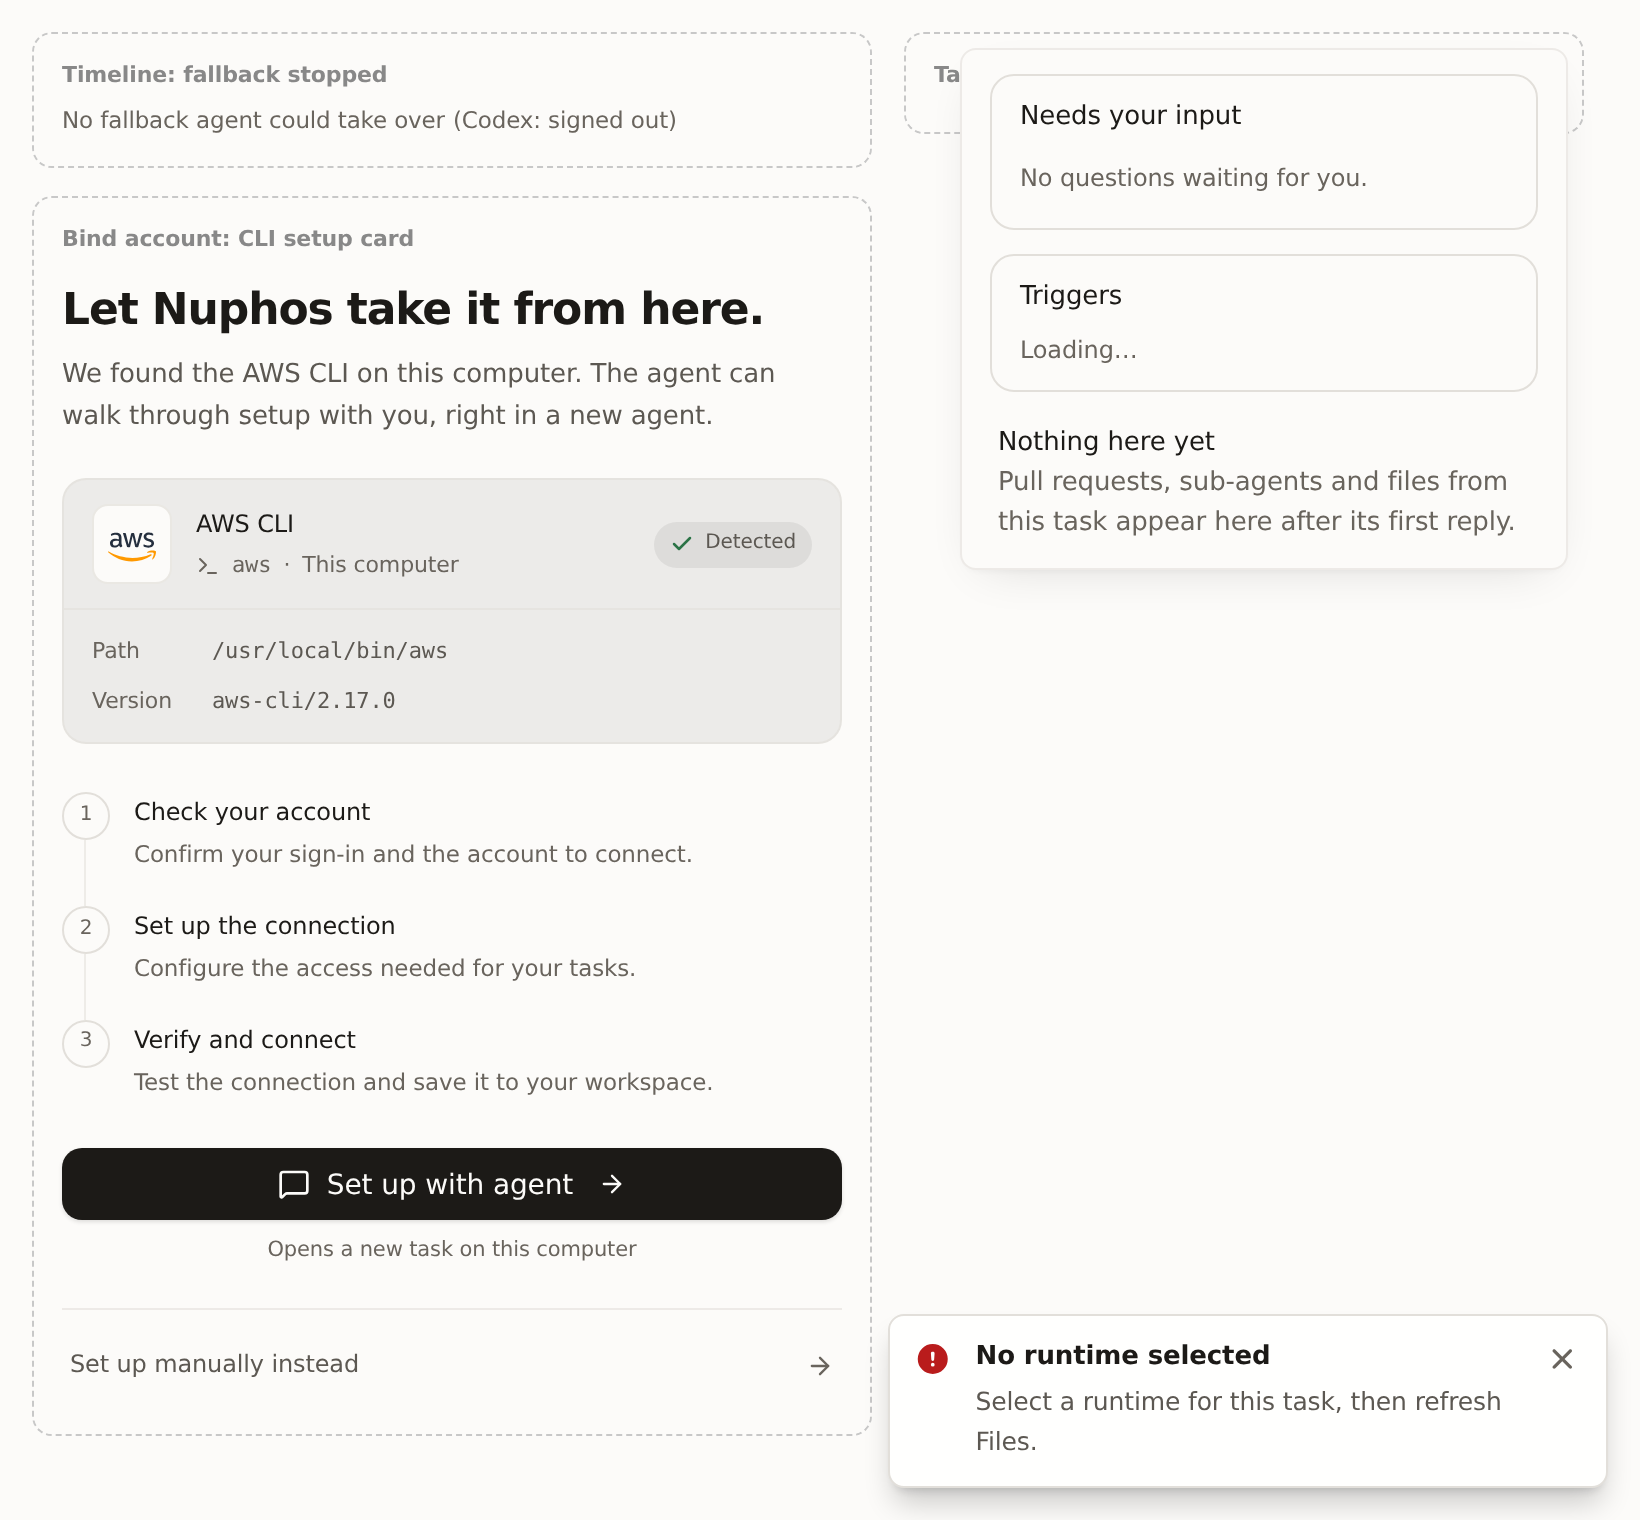 Timeline: fallback stopped
No fallback agent could take over (Codex: signed out)
Bind account: CLI setup card
Let Nuphos take it from here.
We found the AWS CLI on this computer. The agent can
walk through setup with you, right in a new agent.
aws
AWS CLI
aws · This computer
Detected
Path /usr/local/bin/aws
Version aws-cli/2.17.0
1 Check your account
Confirm your sign-in and the account to connect.
2 Set up the connection
Configure the access needed for your tasks.
3 Verify and connect
Test the connection and save it to your workspace.
Set up with agent →
Opens a new task on this computer
Set up manually instead →
Ta
Needs your input
No questions waiting for you.
Triggers
Loading...
Nothing here yet
Pull requests, sub-agents and files from
this task appear here after its first reply.
No runtime selected
Select a runtime for this task, then refresh
Files.